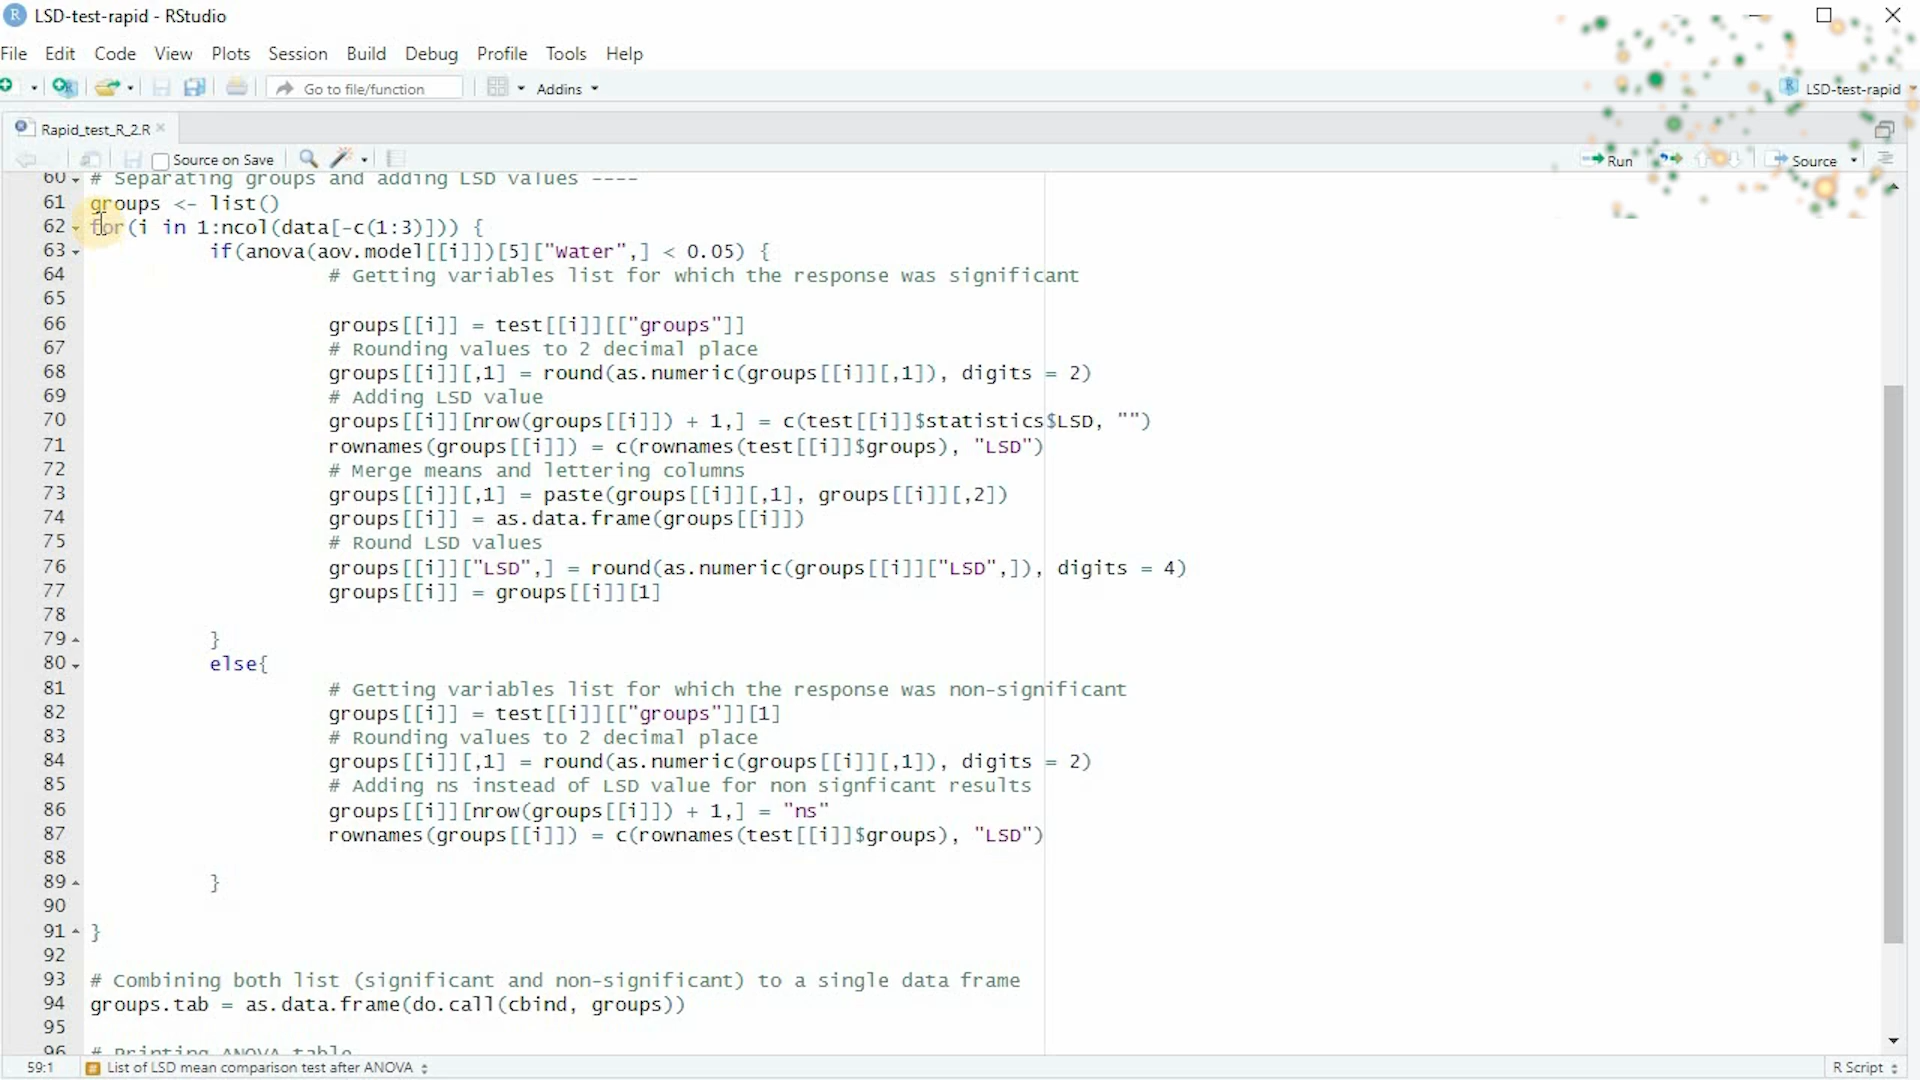 LSD-test-rapid - RStudio
File Edit Code View Plots Session Build Debug Profile Tools Help
Go to file/function Addins LSD-test-rapid
Rapid_test_R_2.R
Source on Save Run Source
60 # Separating groups and adding LSD values ----
61 groups <- list()
62 for(i in 1:ncol(data[-c(1:3)])) {
63 if(anova(aov.model[[i]])[5]["Water",] < 0.05) {
64 # Getting variables list for which the response was significant
65
66 groups[[i]] = test[[i]][["groups"]]
67 # Rounding values to 2 decimal place
68 groups[[i]][,1] = round(as.numeric(groups[[i]][,1]), digits = 2)
69 # Adding LSD value
70 groups[[i]][nrow(groups[[i]]) + 1,] = c(test[[i]]$statistics$LSD, "")
71 rownames(groups[[i]]) = c(rownames(test[[i]]$groups), "LSD")
72 # Merge means and lettering columns
73 groups[[i]][,1] = paste(groups[[i]][,1], groups[[i]][,2])
74 groups[[i]] = as.data.frame(groups[[i]])
75 # Round LSD values
76 groups[[i]]["LSD",] = round(as.numeric(groups[[i]]["LSD",]), digits = 4)
77 groups[[i]] = groups[[i]][1]
78
79 }
80 else{
81 # Getting variables list for which the response was non-significant
82 groups[[i]] = test[[i]][["groups"]][1]
83 # Rounding values to 2 decimal place
84 groups[[i]][,1] = round(as.numeric(groups[[i]][,1]), digits = 2)
85 # Adding ns instead of LSD value for non signficant results
86 groups[[i]][nrow(groups[[i]]) + 1,] = "ns"
87 rownames(groups[[i]]) = c(rownames(test[[i]]$groups), "LSD")
88
89 }
90
91 }
92
93 # Combining both list (significant and non-significant) to a single data frame
94 groups.tab = as.data.frame(do.call(cbind, groups))
95
96 # Printing ANOVA table
59:1 List of LSD mean comparison test after ANOVA R Script